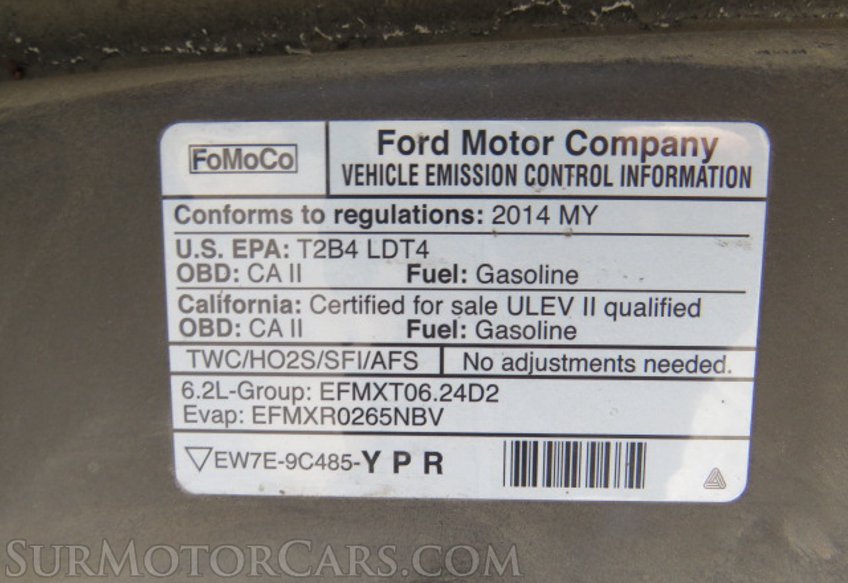 FoMoCo
Ford Motor Company
VEHICLE EMISSION CONTROL INFORMATION
Conforms to regulations: 2014 MY
U.S. EPA: T2B4 LDT4
OBD: CA II Fuel: Gasoline
California: Certified for sale ULEV II qualified
OBD: CA II Fuel: Gasoline
TWC/HO2S/SFI/AFS No adjustments needed.
6.2L-Group: EFMXT06.24D2
Evap: EFMXR0265NBV
EW7E-9C485-Y P R
SurMotorCars.com